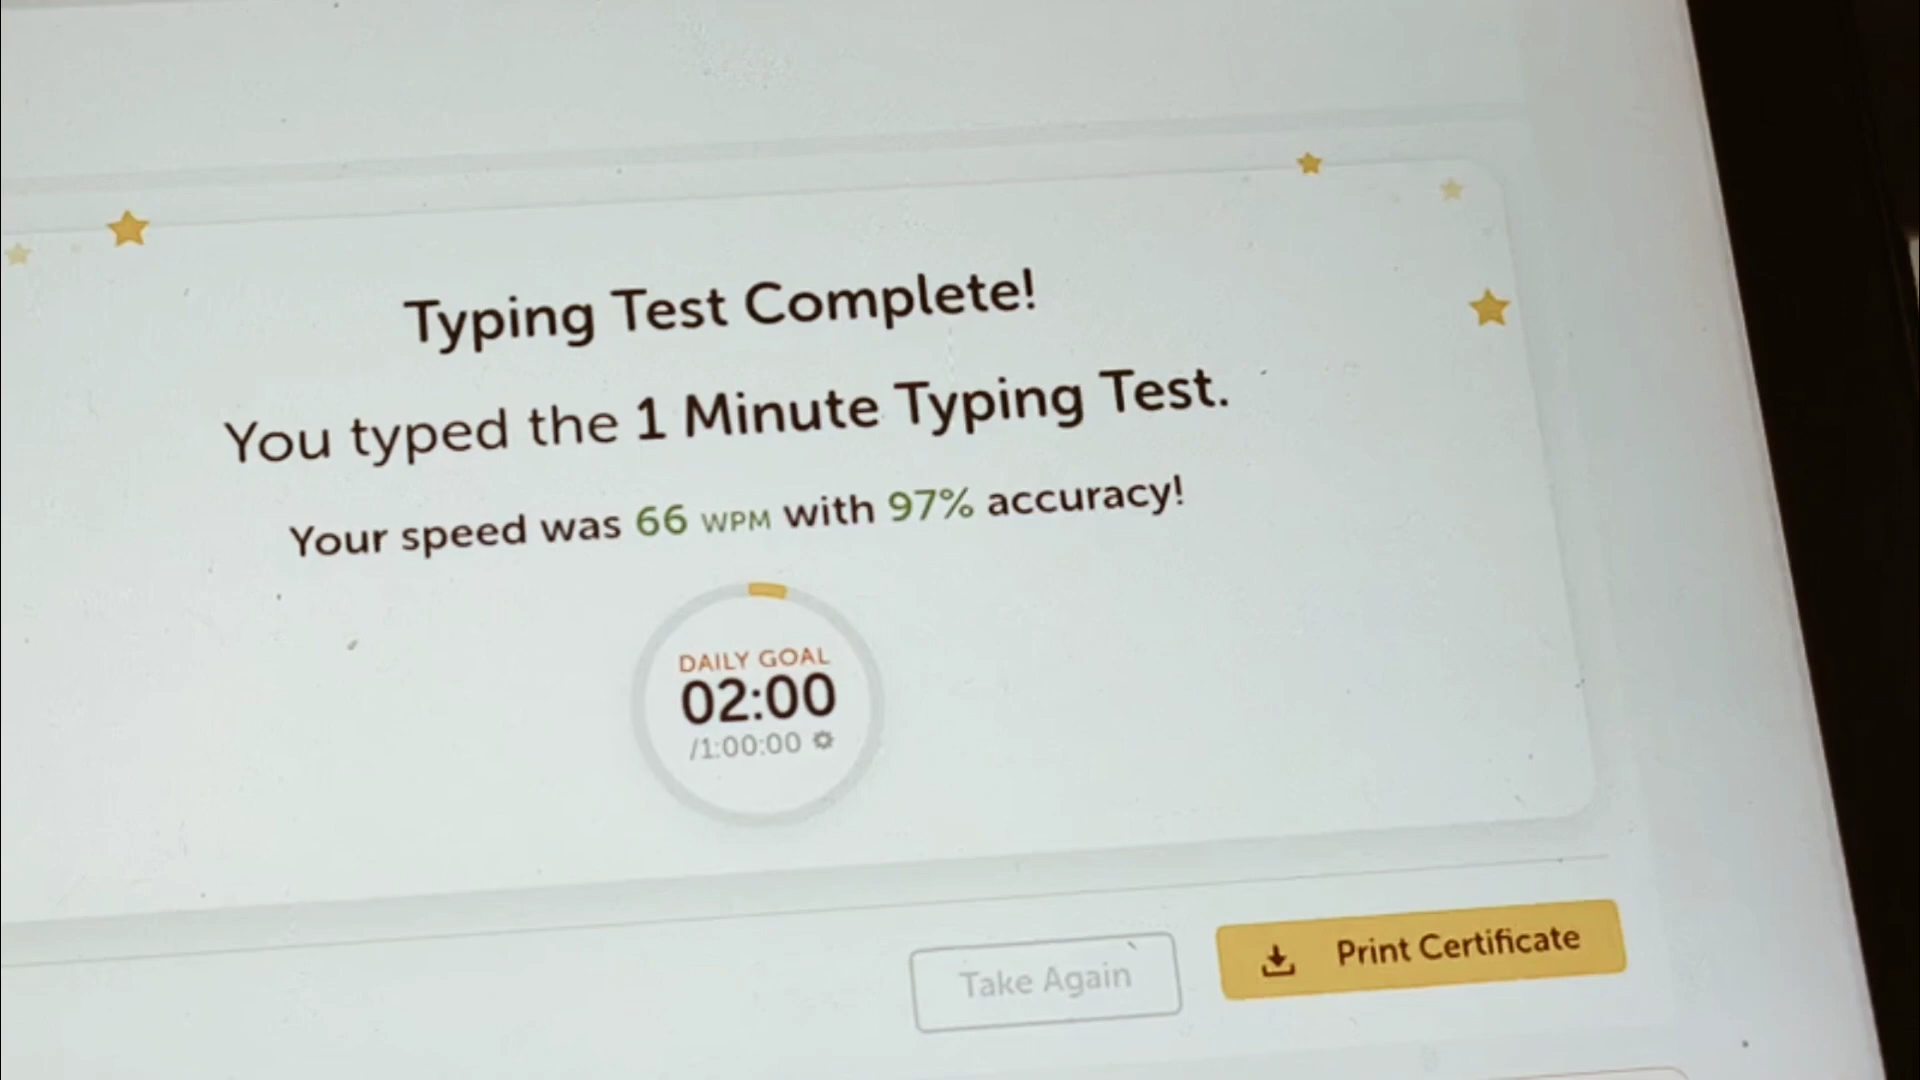 Typing Test Complete!
You typed the 1 Minute Typing Test.
Your speed was 66 WPM with 97% accuracy!
DAILY GOAL
02:00
/1:00:00
Take Again
Print Certificate